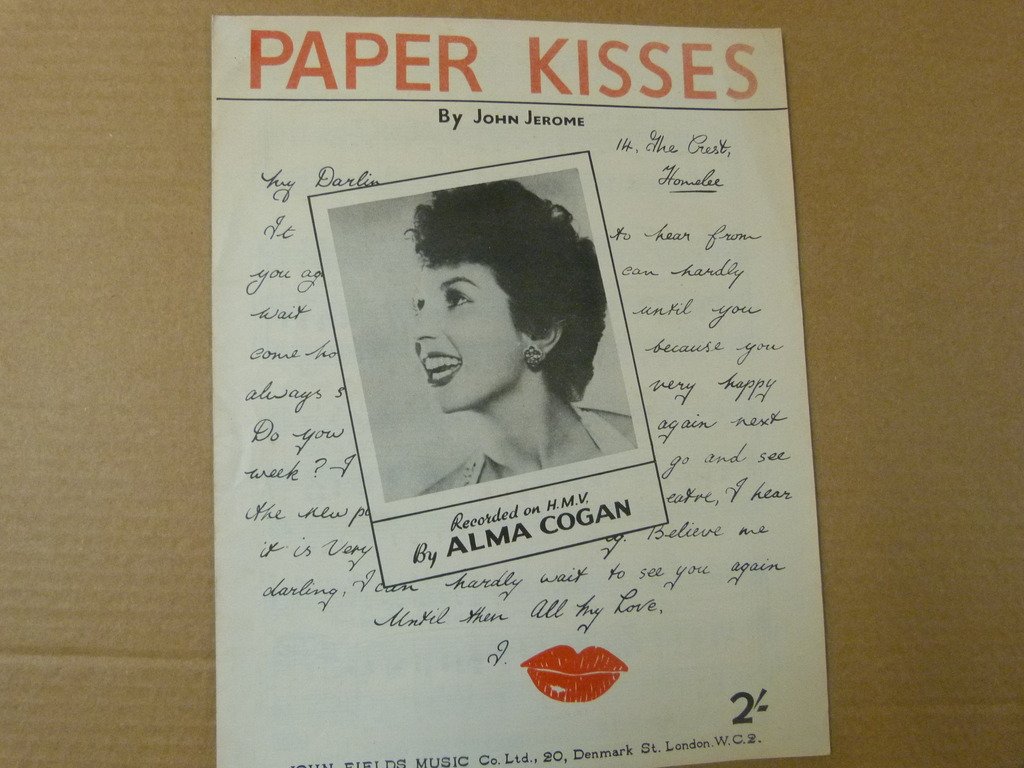 PAPER KISSES
By JOHN JEROME
14, The Crest,
Homelee
My Darlin
It to hear from
you ag can hardly
wait until you
come ho because you
always s very happy
Do you again next
week? I go and see
the new p eatre, I hear
it is Very g. Believe me
darling, I can hardly wait to see you again
Until then All My Love,
J.
Recorded on H.M.V.
By ALMA COGAN
2/-
JOHN FIELDS MUSIC Co. Ltd., 20, Denmark St. London. W.C.2.